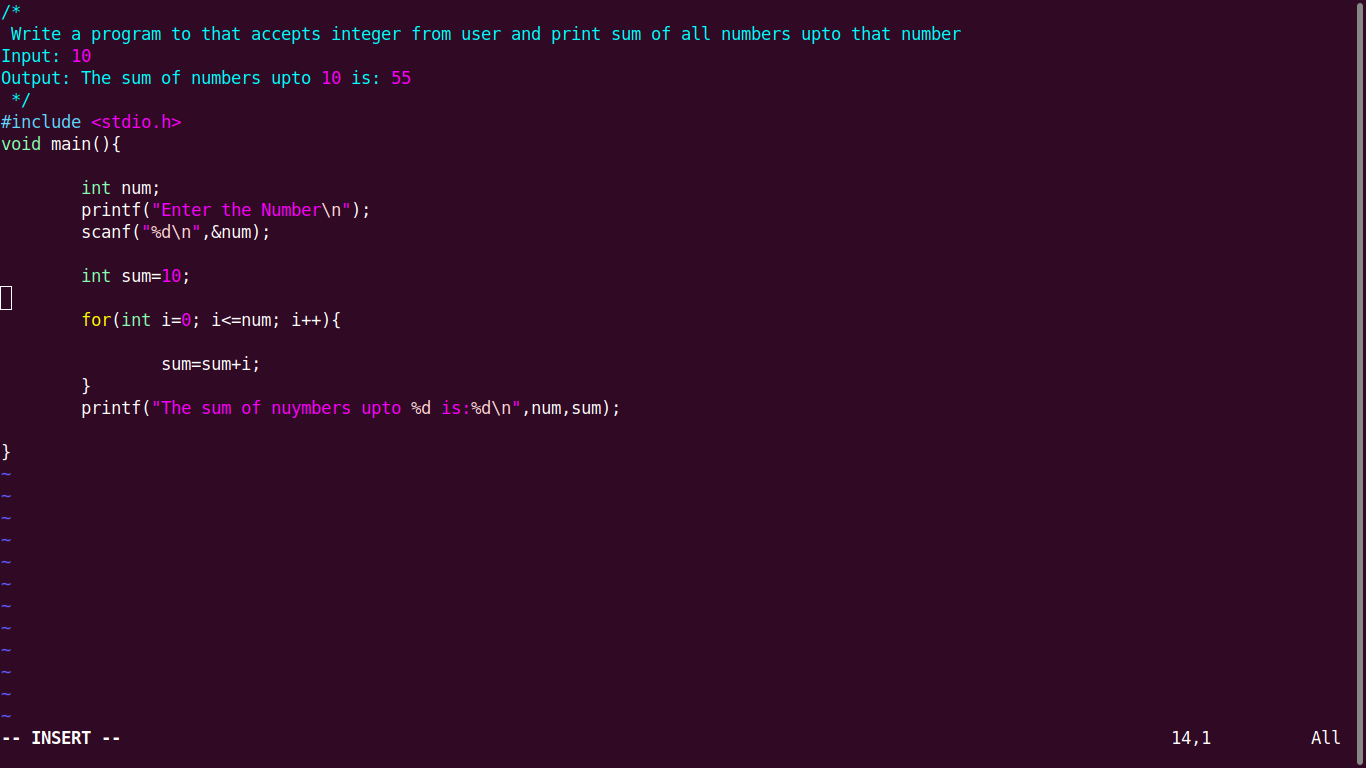 /*
 Write a program to that accepts integer from user and print sum of all numbers upto that number
Input: 10
Output: The sum of numbers upto 10 is: 55
 */
#include <stdio.h>
void main(){
        int num;
        printf("Enter the Number\n");
        scanf("%d\n",&num);
        int sum=10;
        for(int i=0; i<=num; i++){
                sum=sum+i;
        }
        printf("The sum of nuymbers upto %d is:%d\n",num,sum);
}
~
~
~
~
~
~
~
~
~
~
~
~
-- INSERT -- 14,1 All